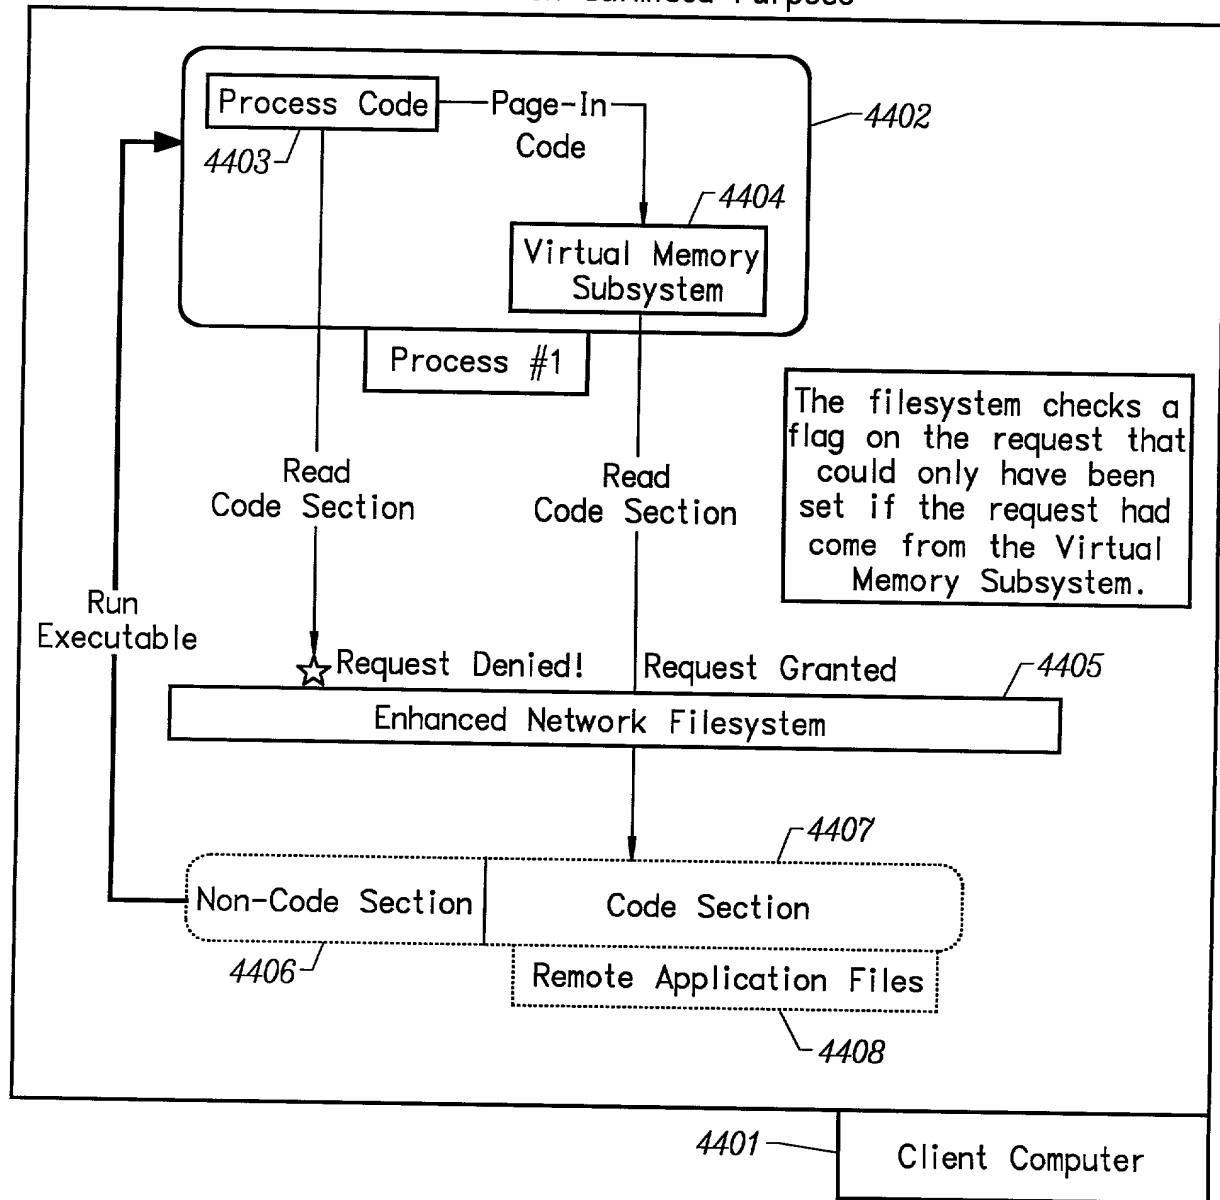 Purpose
Process Code
Page-In
Code
4402
4403
4404
Virtual Memory
Subsystem
Process #1
The filesystem checks a
flag on the request that
could only have been
set if the request had
come from the Virtual
Memory Subsystem.
Read
Code Section
Read
Code Section
Run
Executable
Request Denied!
Request Granted
4405
Enhanced Network Filesystem
4407
Non-Code Section
Code Section
4406
Remote Application Files
4408
4401
Client Computer